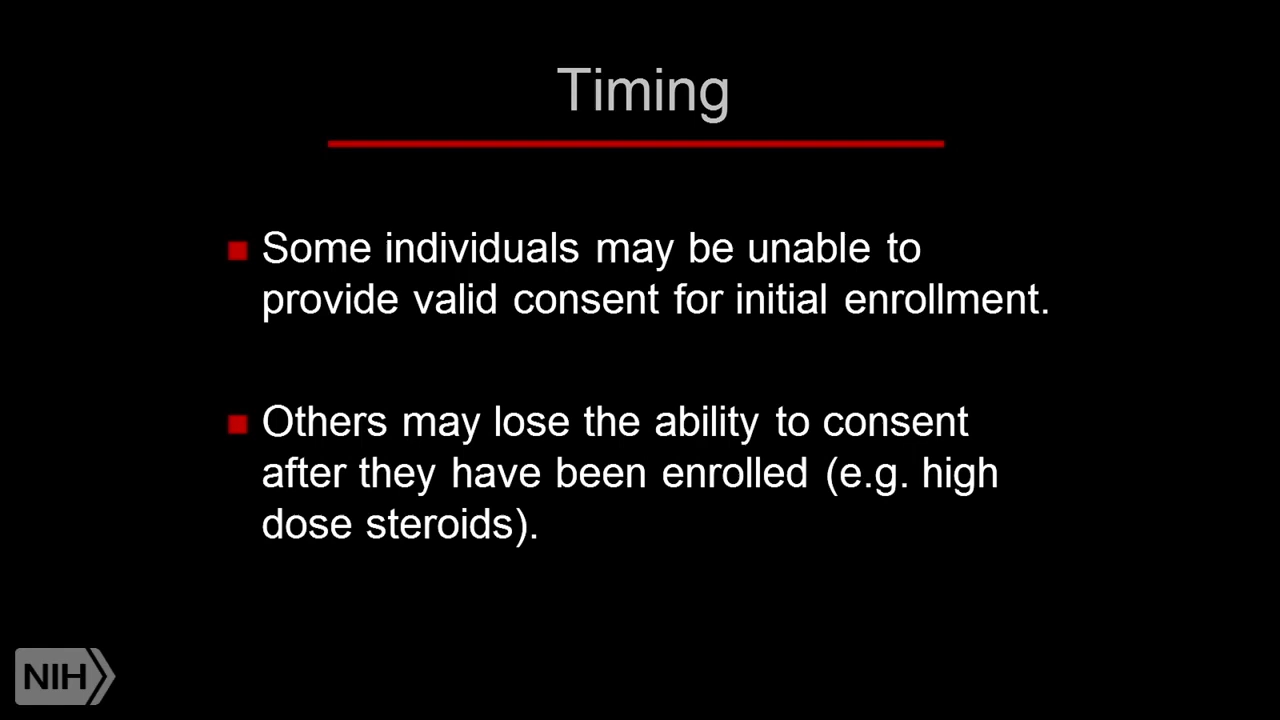 Timing
Some individuals may be unable to
provide valid consent for initial enrollment.
Others may lose the ability to consent
after they have been enrolled (e.g. high
dose steroids).
NIH